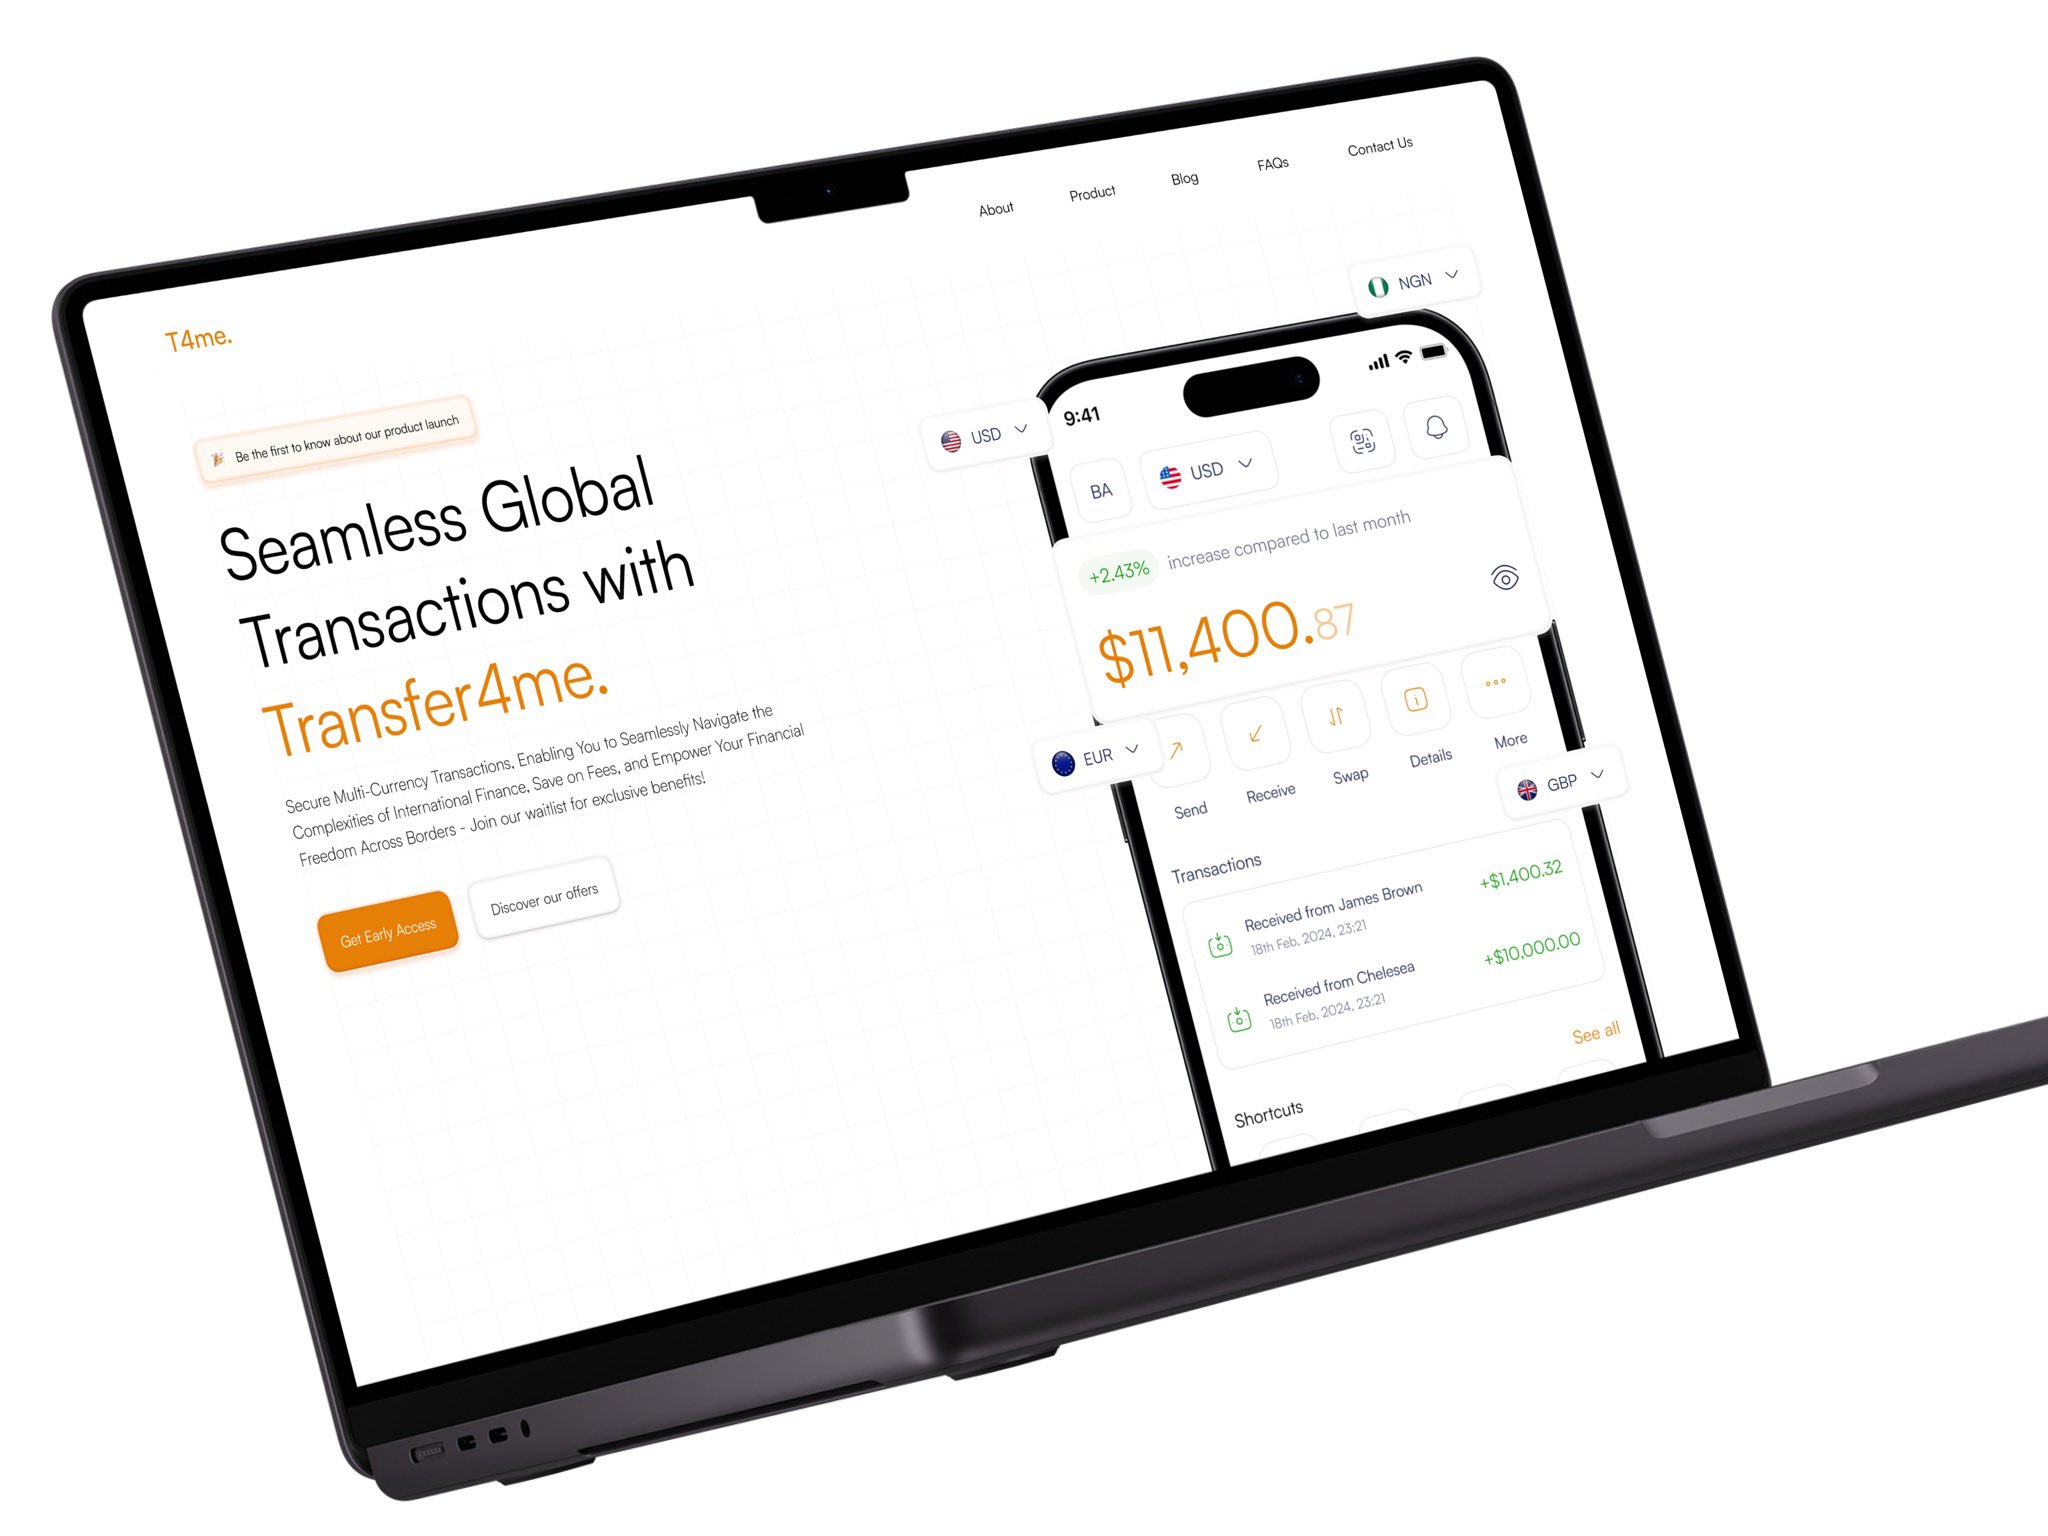 About
Product
Blog
FAQs
Contact Us
T4me.
Be the first to know about our product launch
Seamless Global
Transactions with
Transfer4me.
Secure Multi-Currency Transactions, Enabling You to Seamlessly Navigate the
Complexities of International Finance, Save on Fees, and Empower Your Financial
Freedom Across Borders - Join our waitlist for exclusive benefits!
Get Early Access
Discover our offers
NGN
USD
9:41
BA
USD
+2.43% increase compared to last month
$11,400.87
EUR
GBP
Send
Receive
Swap
Details
More
Transactions
Received from James Brown
+$1,400.32
18th Feb, 2024, 23:21
Received from Chelesea
+$10,000.00
18th Feb, 2024, 23:21
See all
Shortcuts